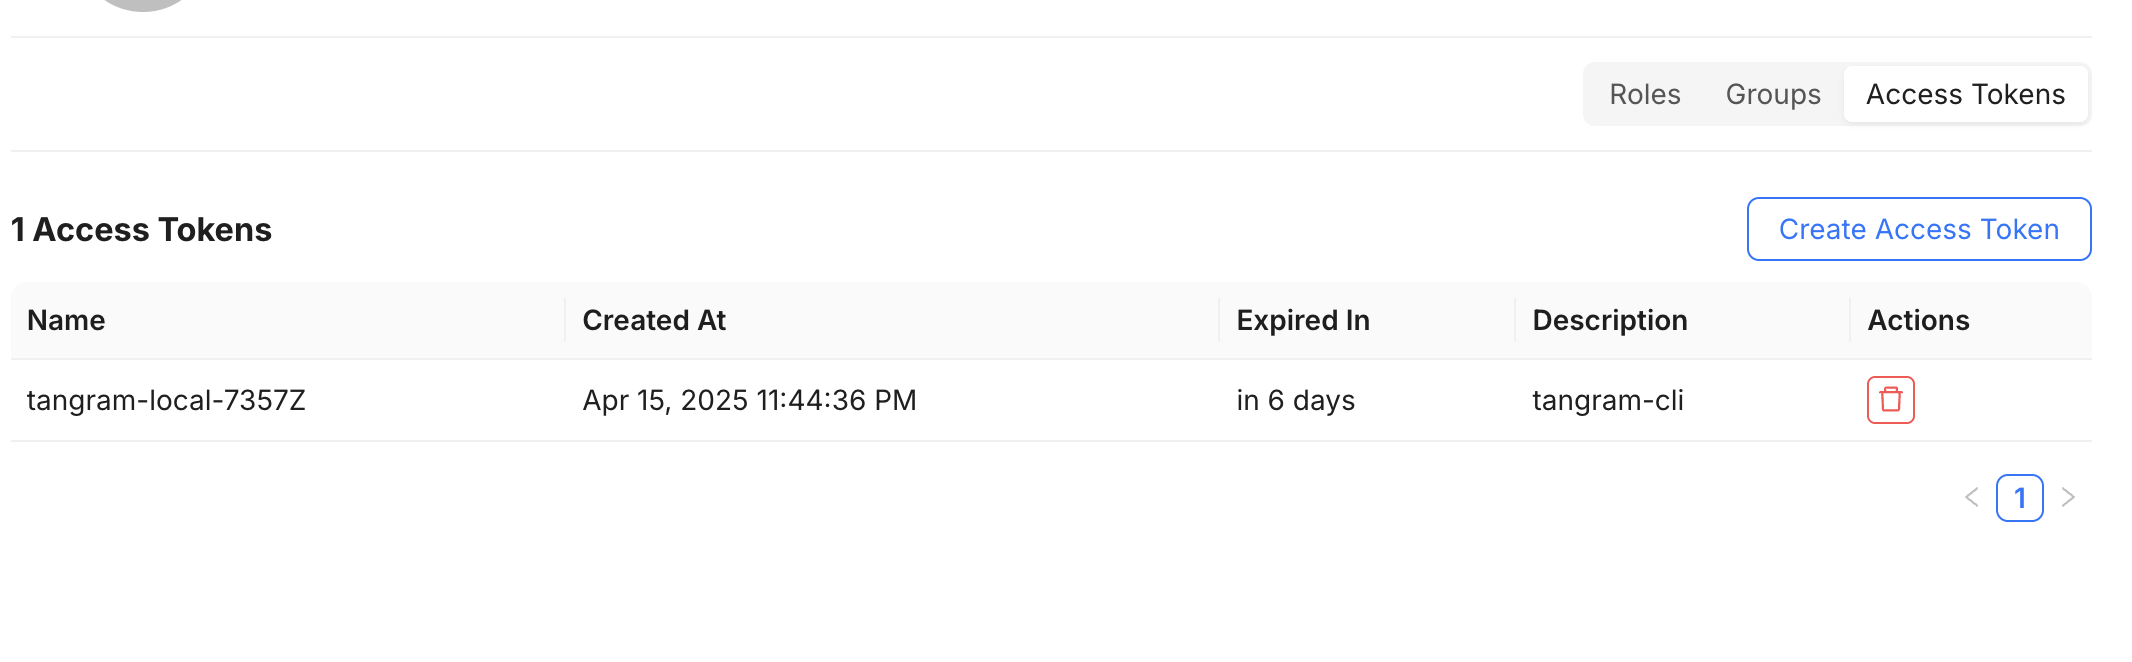 Roles Groups Access Tokens
1 Access Tokens
Create Access Token
Name Created At Expired In Description Actions
tangram-local-7357Z Apr 15, 2025 11:44:36 PM in 6 days tangram-cli
1